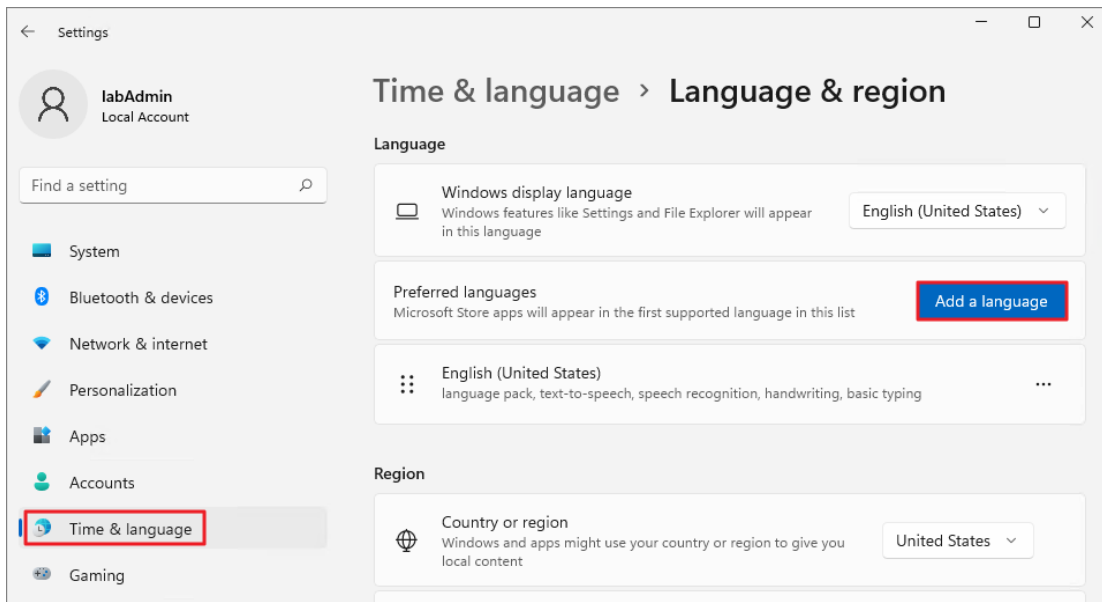 Settings
labAdmin
Local Account
Find a setting
System
Bluetooth & devices
Network & internet
Personalization
Apps
Accounts
Time & language
Gaming
Time & language › Language & region
Language
Windows display language
Windows features like Settings and File Explorer will appear
in this language
English (United States)
Preferred languages
Microsoft Store apps will appear in the first supported language in this list
Add a language
English (United States)
language pack, text-to-speech, speech recognition, handwriting, basic typing
Region
Country or region
Windows and apps might use your country or region to give you
local content
United States